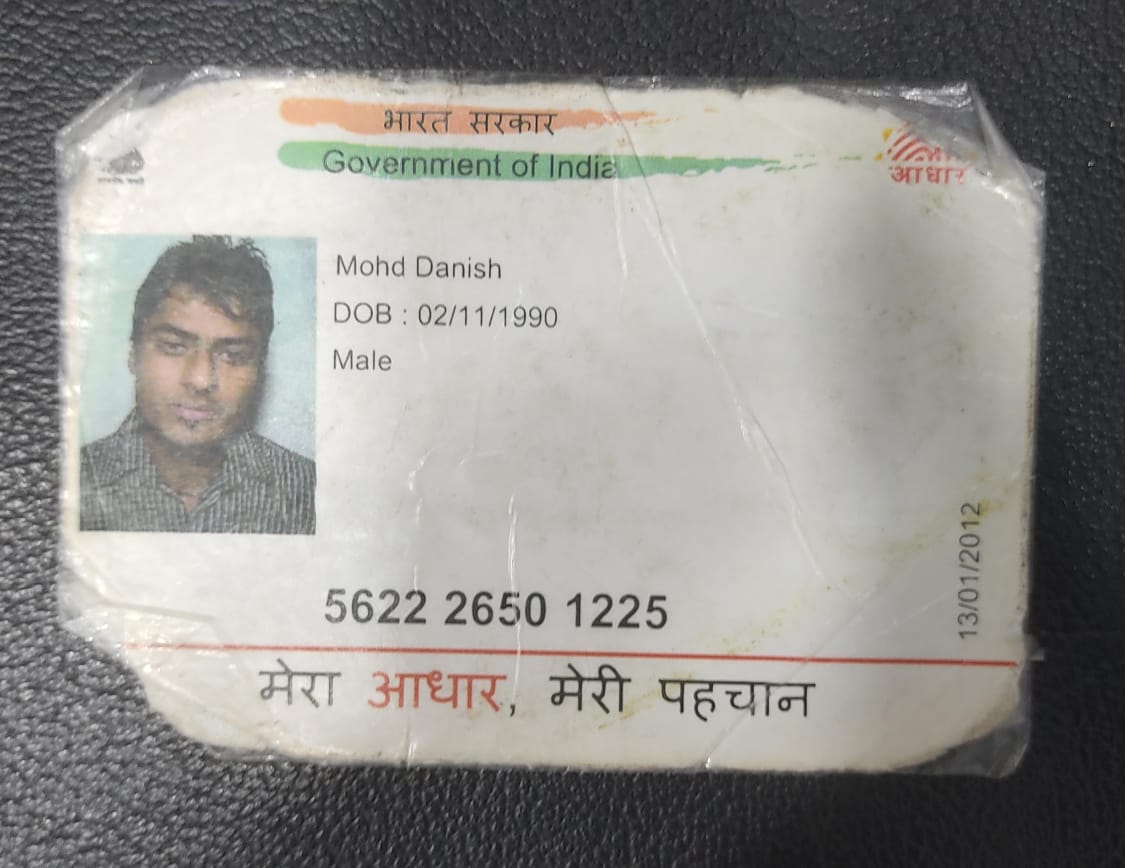 भारत सरकार
Government of India
आधार
Mohd Danish
DOB : 02/11/1990
Male
13/01/2012
5622 2650 1225
मेरा आधार, मेरी पहचान